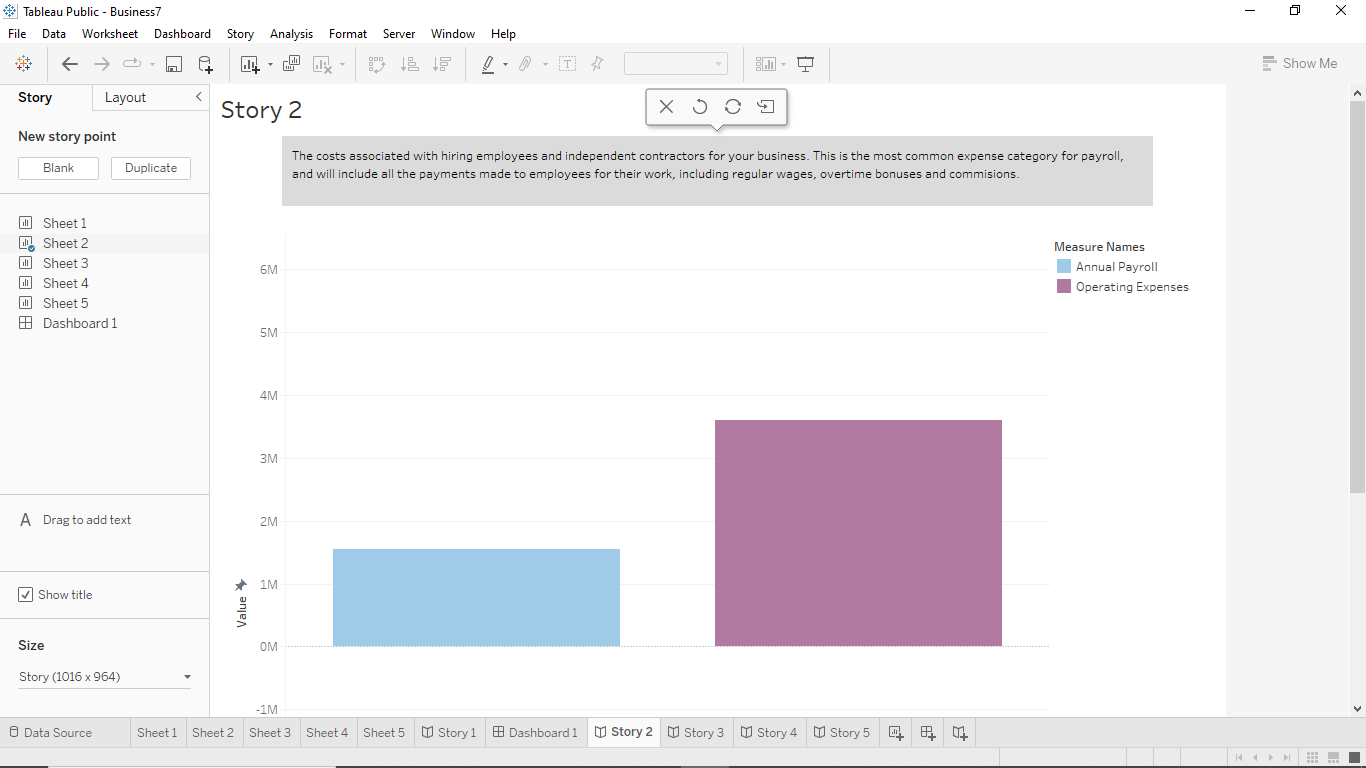 Tableau Public - Business7
File Data Worksheet Dashboard Story Analysis Format Server Window Help
Show Me
Story Layout
New story point
Blank Duplicate
Sheet 1
Sheet 2
Sheet 3
Sheet 4
Sheet 5
Dashboard 1
A Drag to add text
Show title
Size
Story (1016 x 964)
Story 2
The costs associated with hiring employees and independent contractors for your business. This is the most common expense category for payroll,
and will include all the payments made to employees for their work, including regular wages, overtime bonuses and commisions.
Measure Names
Annual Payroll
Operating Expenses
6M
5M
4M
3M
2M
1M
0M
-1M
Value
Data Source Sheet 1 Sheet 2 Sheet 3 Sheet 4 Sheet 5 Story 1 Dashboard 1 Story 2 Story 3 Story 4 Story 5